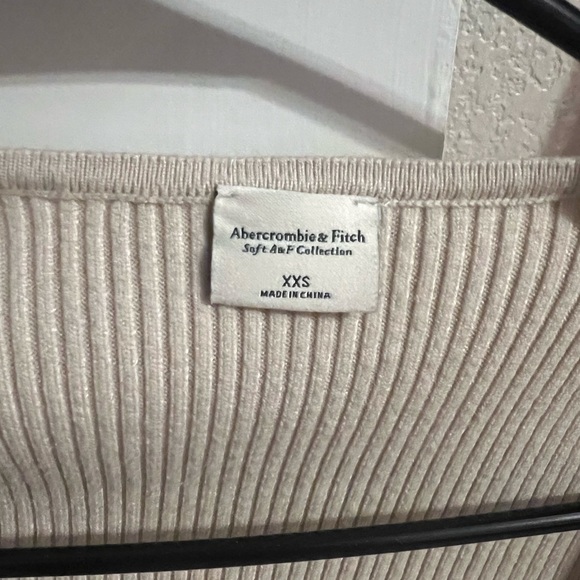 Abercrombie & Fitch
Soft A&F Collection
XXS
MADE IN CHINA